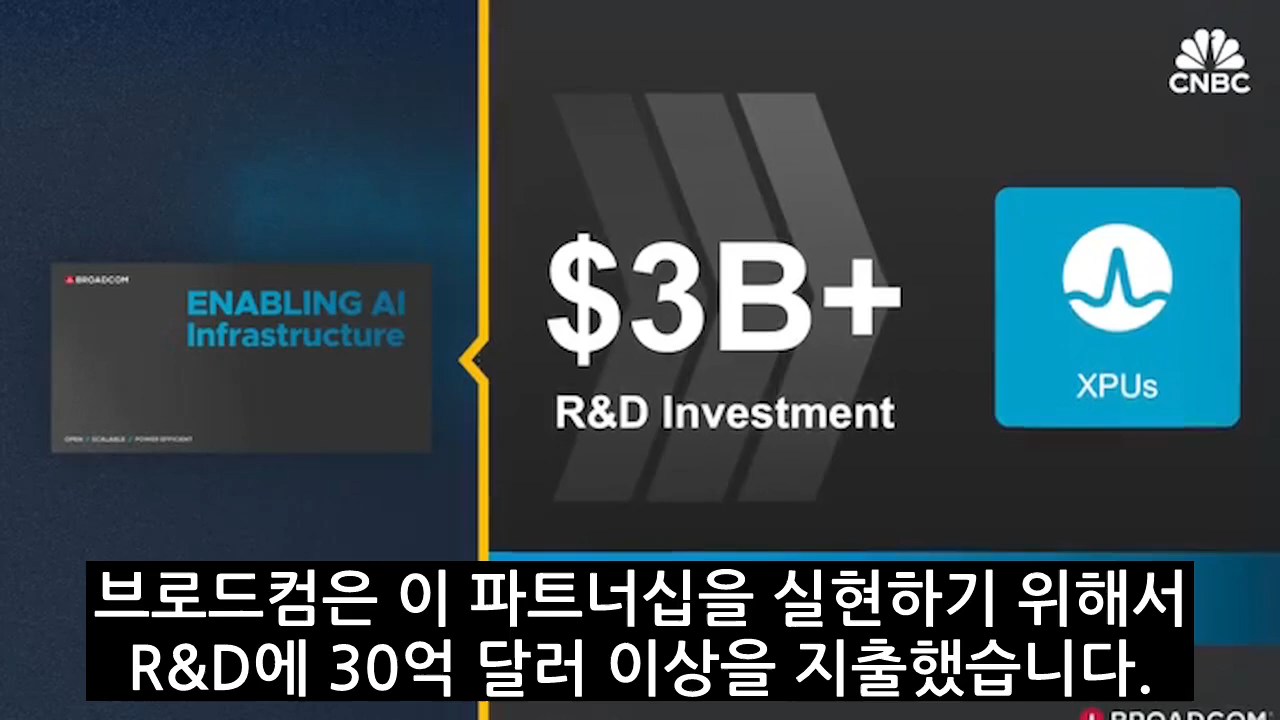 CNBC
BROADCOM
ENABLING AI
Infrastructure
OPEN / SCALABLE / POWER EFFICIENT
$3B+
R&D Investment
XPUs
브로드컴은 이 파트너십을 실현하기 위해서
R&D에 30억 달러 이상을 지출했습니다.
BROADCOM